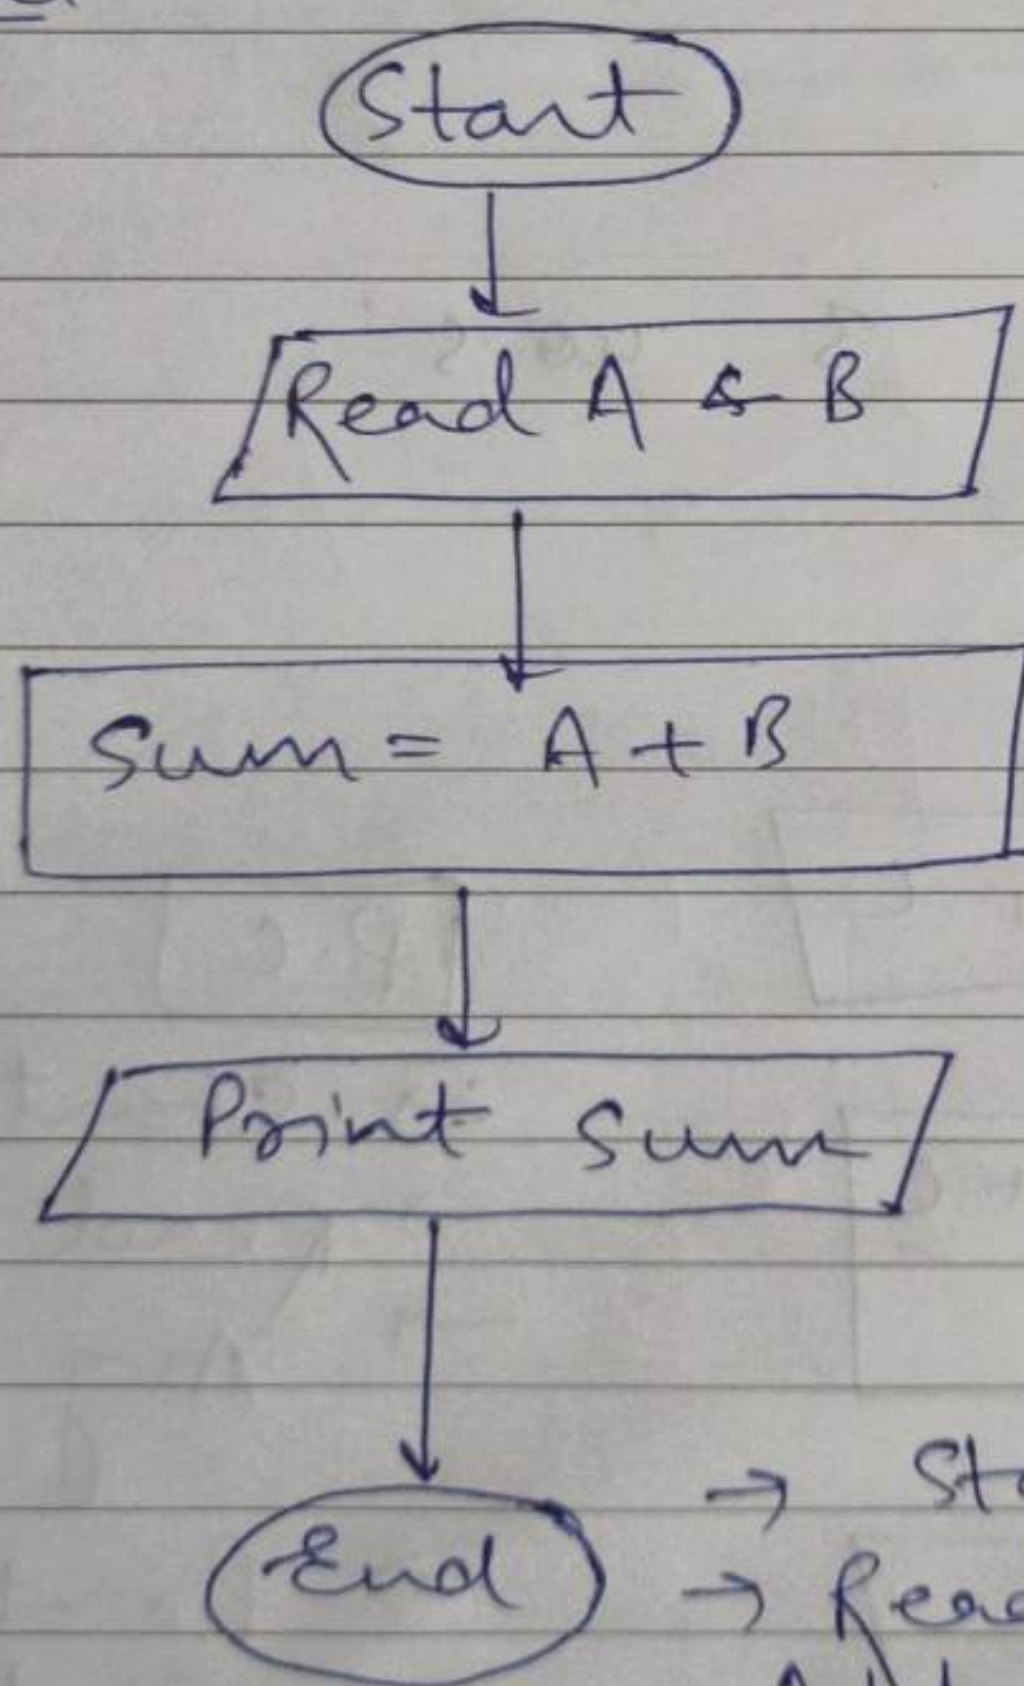 Start
Read A & B
Sum = A + B
Print Sum
End
→
→